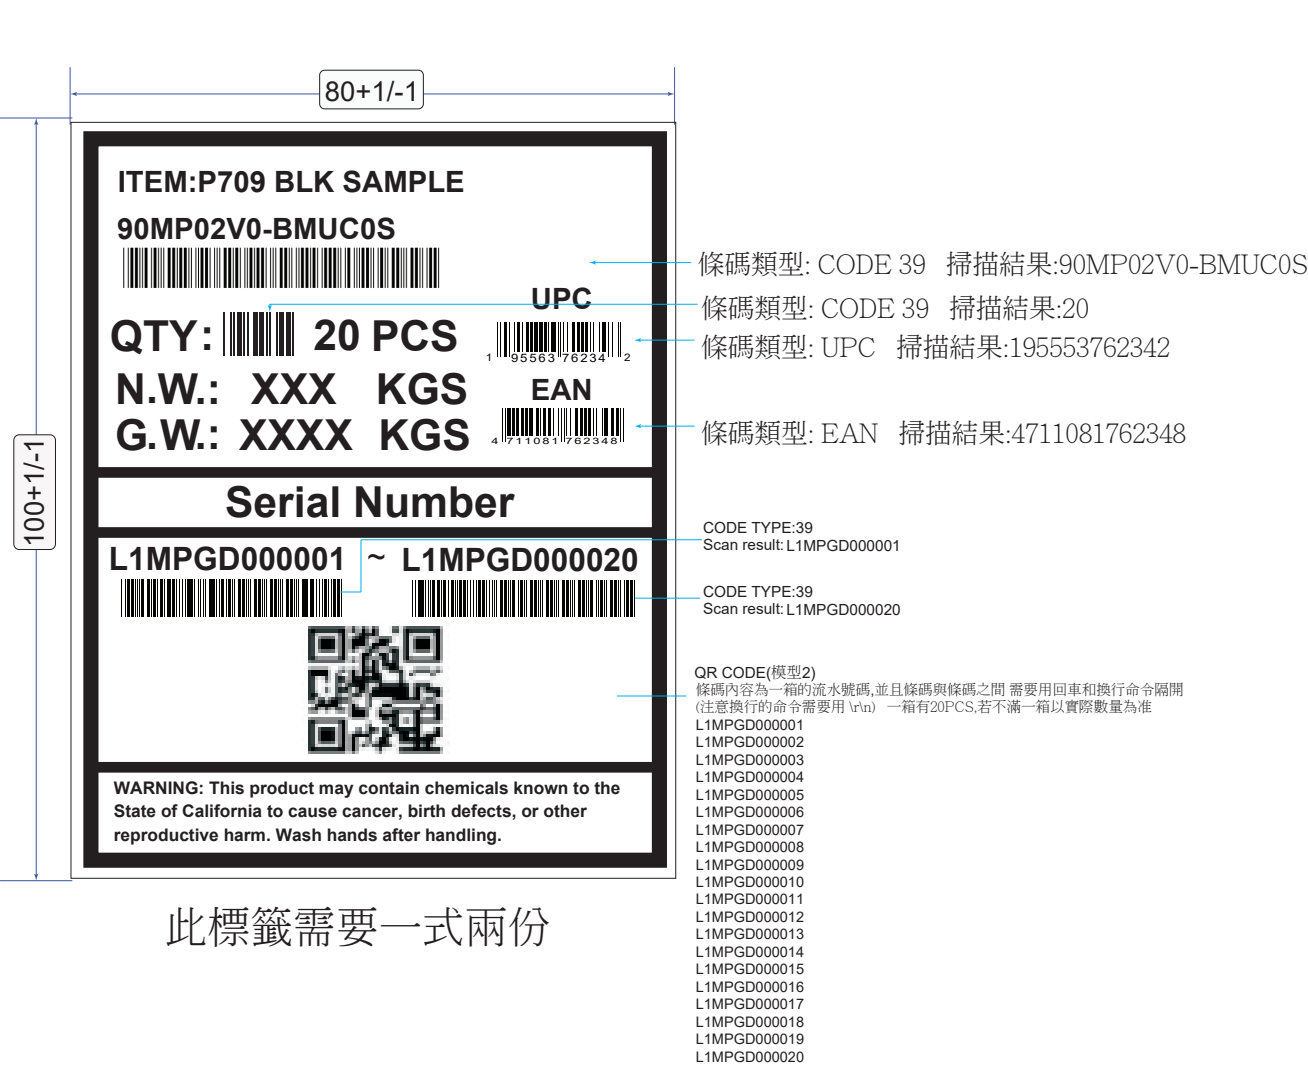 80+1/-1
100+1/-1
ITEM:P709 BLK SAMPLE
90MP02V0-BMUC0S
QTY: 20 PCS
UPC
1 95563 76234 2
N.W.: XXX KGS
EAN
G.W.: XXXX KGS
4 711081 762348
Serial Number
L1MPGD000001 ~ L1MPGD000020
WARNING: This product may contain chemicals known to the
State of California to cause cancer, birth defects, or other
reproductive harm. Wash hands after handling.
此標籤需要一式兩份
條碼類型: CODE 39 掃描結果:90MP02V0-BMUC0S
條碼類型: CODE 39 掃描結果:20
條碼類型: UPC 掃描結果:195553762342
條碼類型: EAN 掃描結果:4711081762348
CODE TYPE:39
Scan result: L1MPGD000001
CODE TYPE:39
Scan result: L1MPGD000020
QR CODE(模型2)
條碼內容為一箱的流水號碼,並且條碼與條碼之間 需要用回車和換行命令隔開
(注意換行的命令需要用 \r\n) 一箱有20PCS,若不滿一箱以實際數量為准
L1MPGD000001
L1MPGD000002
L1MPGD000003
L1MPGD000004
L1MPGD000005
L1MPGD000006
L1MPGD000007
L1MPGD000008
L1MPGD000009
L1MPGD000010
L1MPGD000011
L1MPGD000012
L1MPGD000013
L1MPGD000014
L1MPGD000015
L1MPGD000016
L1MPGD000017
L1MPGD000018
L1MPGD000019
L1MPGD000020